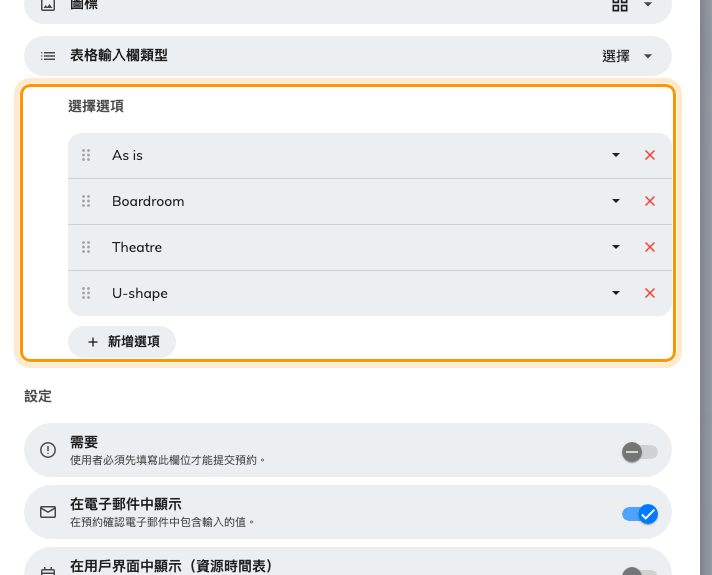 圖標
表格輸入欄類型
選擇
選擇選項
As is
Boardroom
Theatre
U-shape
新增選項
設定
需要
使用者必須先填寫此欄位才能提交預約。
在電子郵件中顯示
在預約確認電子郵件中包含輸入的值。
在用戶界面中顯示（資源時間表）